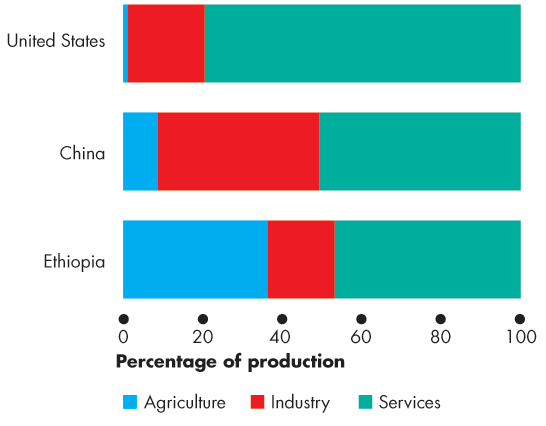 United States
China
Ethiopia
0 20 40 60 80 100
Percentage of production
Agriculture Industry Services